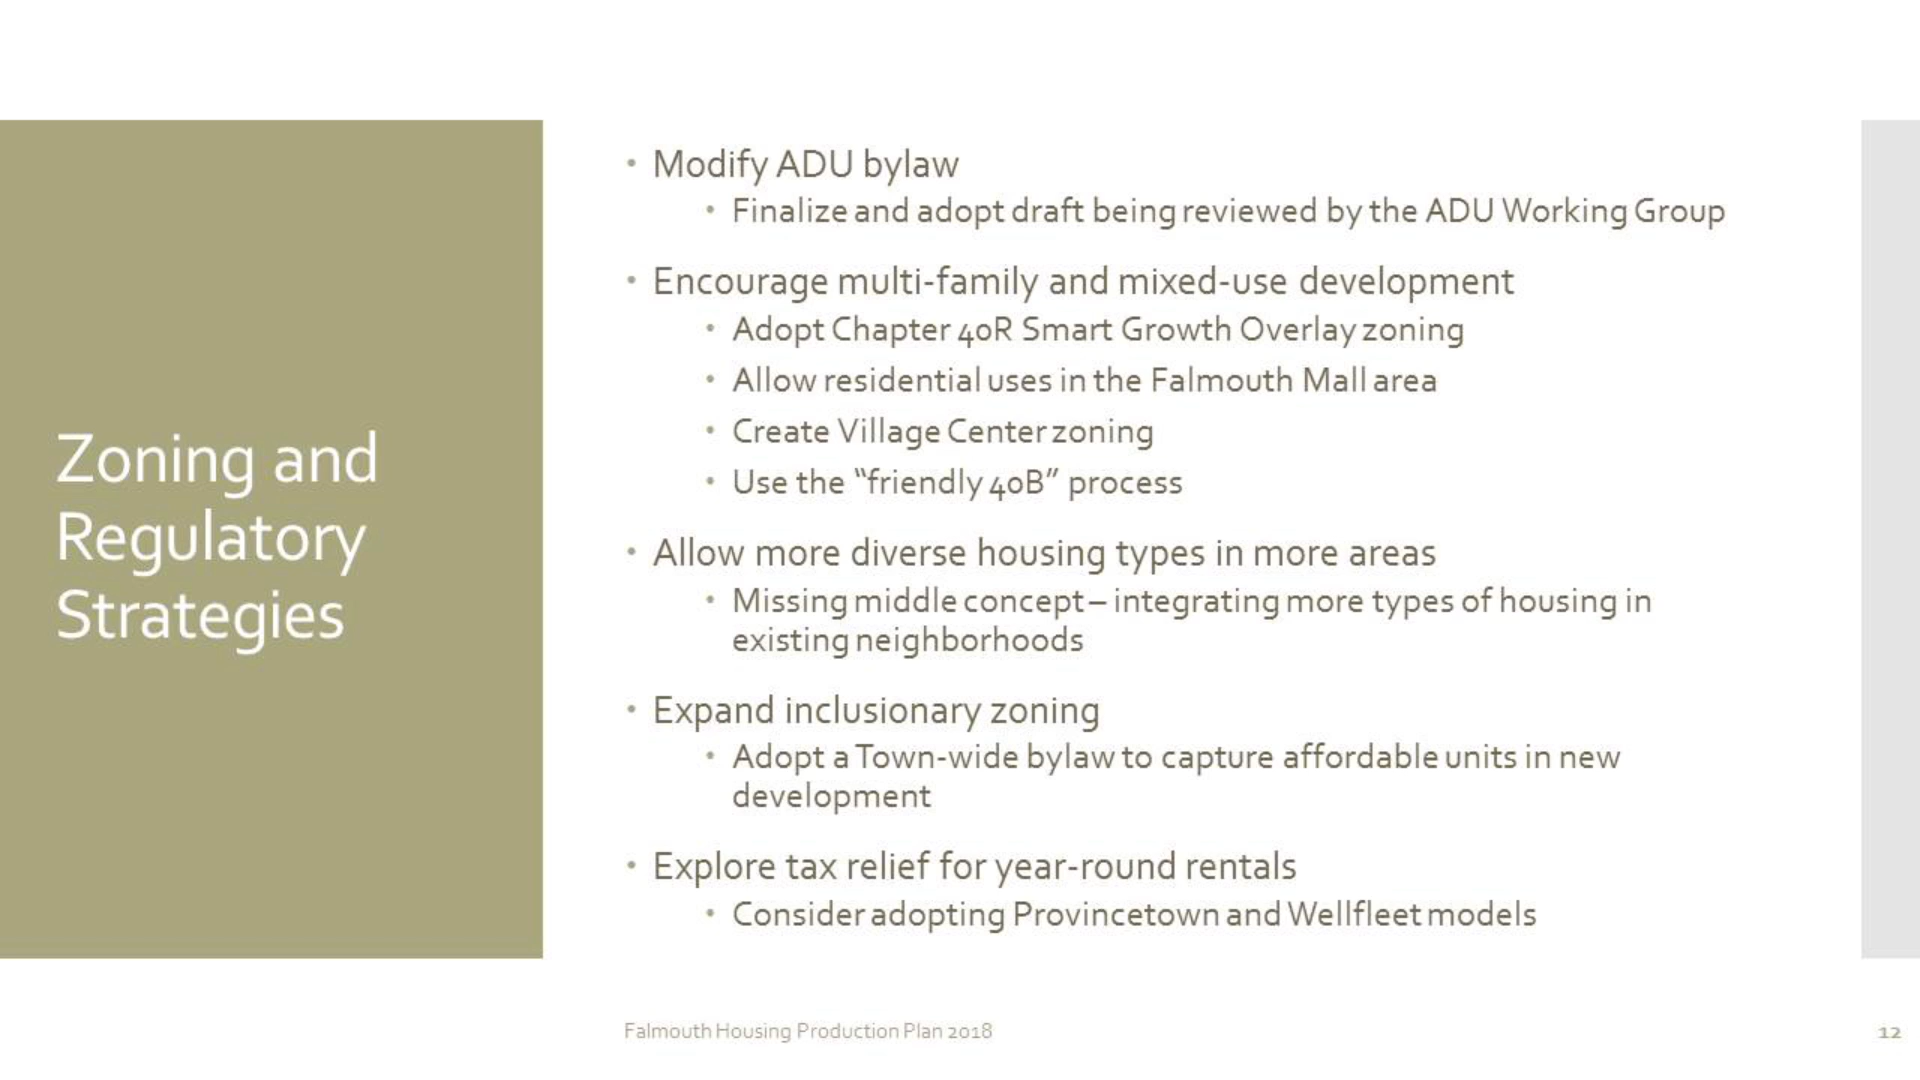 Zoning and
Regulatory
Strategies
• Modify ADU bylaw
• Finalize and adopt draft being reviewed by the ADU Working Group
• Encourage multi-family and mixed-use development
• Adopt Chapter 40R Smart Growth Overlay zoning
• Allow residential uses in the Falmouth Mall area
• Create Village Center zoning
• Use the “friendly 40B” process
• Allow more diverse housing types in more areas
• Missing middle concept – integrating more types of housing in
existing neighborhoods
• Expand inclusionary zoning
• Adopt a Town-wide bylaw to capture affordable units in new
development
• Explore tax relief for year-round rentals
• Consider adopting Provincetown and Wellfleet models
Falmouth Housing Production Plan 2018
12